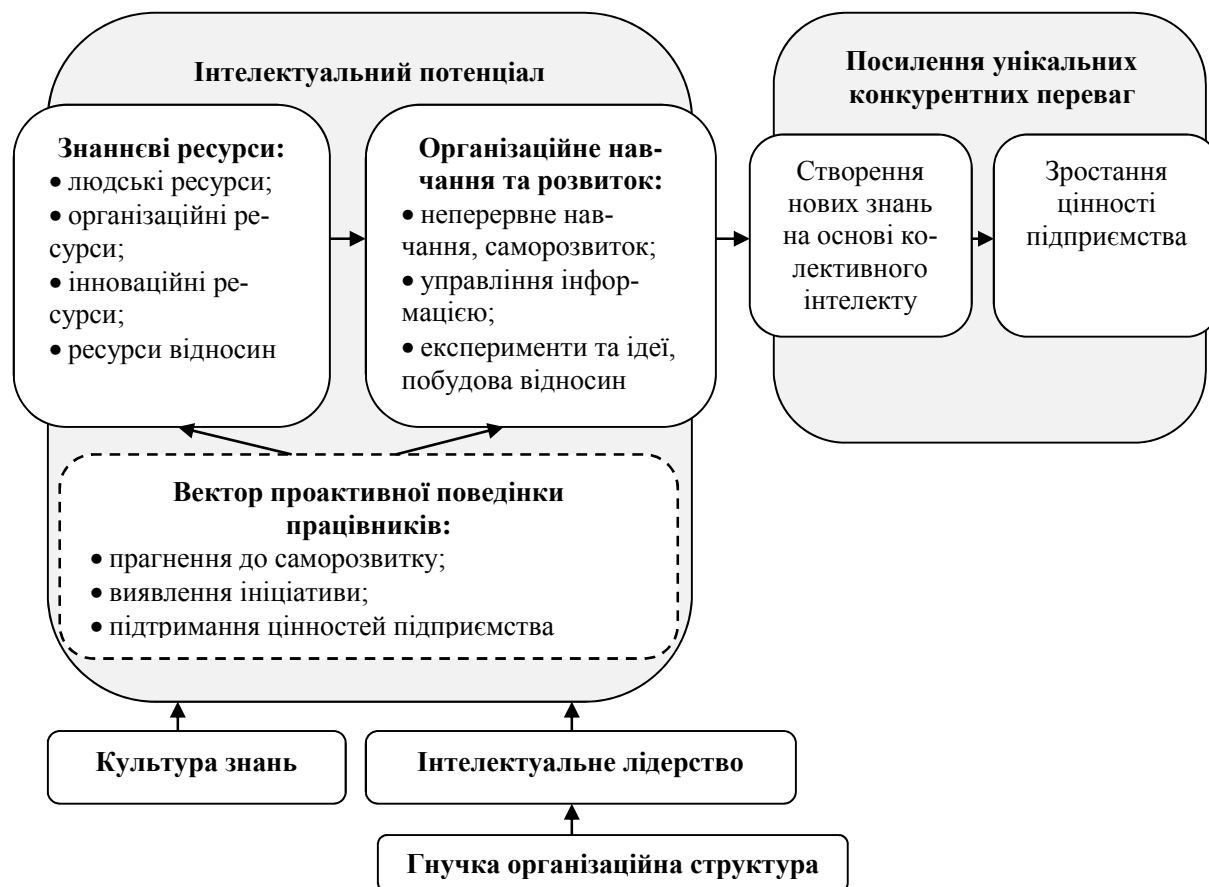 Інтелектуальний потенціал
Знаннєві ресурси:
• людські ресурси;
• організаційні ре-
сурси;
• інноваційні ре-
сурси;
• ресурси відносин
Організаційне нав-
чання та розвиток:
• неперервне нав-
чання, саморозвиток;
• управління інфор-
мацією;
• експерименти та ідеї,
побудова відносин
Вектор проактивної поведінки
працівників:
• прагнення до саморозвитку;
• виявлення ініціативи;
• підтримання цінностей підприємства
Посилення унікальних
конкурентних переваг
Створення
нових знань
на основі ко-
лективного
інтелекту
Зростання
цінності
підприємства
Культура знань
Інтелектуальне лідерство
Гнучка організаційна структура